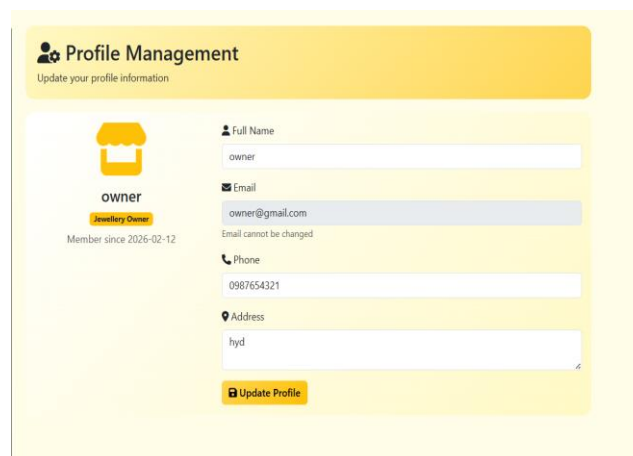 Profile Management
Update your profile information
owner
Jewellery Owner
Member since 2026-02-12
Full Name
owner
Email
owner@gmail.com
Email cannot be changed
Phone
0987654321
Address
hyd
Update Profile